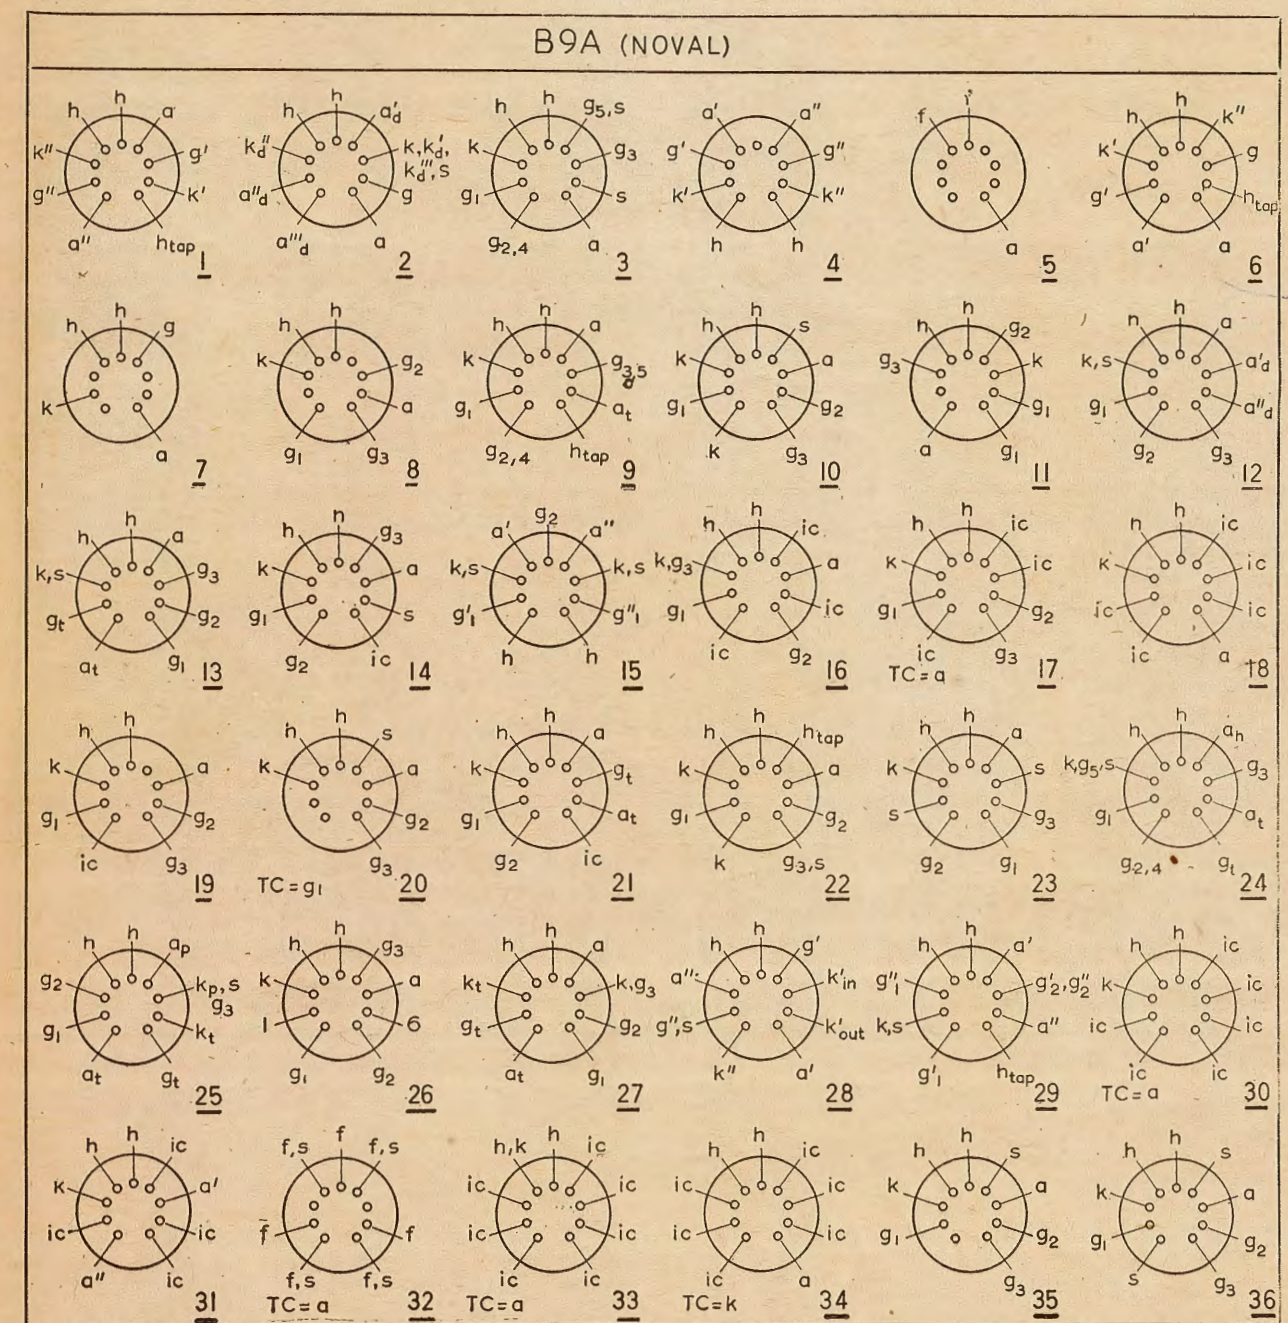 B9A (NOVAL)
h h a
k" g'
g" k'
a" htap 1
h h a'd
k"d k,k'd,
k'"d,s
a"d g
a'"d a 2
h h g5,s
k g3
g1 s
g2,4 a 3
a' a"
g' g"
k' k"
h h 4
f
a 5
h h k"
k' g
g' htap
a' a 6
h h g
k
a 7
h h
k g2
a
g1 g3 8
h h a
k g3,5
g1 at
g2,4 htap 9
h h s
k a
g1 g2
k g3 10
h h g2
g3 k
g1
a g1 11
n h a
k,s a'd
g1 a"d
g2 g3 12
h h a
k,s g3
gt g2
at g1 13
h n g3
k a
g1 s
g2 ic 14
a' g2 a"
k,s k,s
g'1 g"1
h h 15
h h ic
k,g3 a
g1 ic
ic g2 16
h h ic
k ic
g1 g2
ic g3
TC=a 17
n h ic
k ic
ic ic
ic a 18
h h
k a
g1 g2
ic g3 19
h h s
k a
g2
TC=g1 g3 20
h h a
k gt
g1 at
g2 ic 21
h h htap
k a
g1 g2
k g3,s 22
h h a
k s
s g3
g2 g1 23
h h ah
k,g5,s g3
g1 at
g2,4 gt 24
h h ap
g2 kp,s
g3
g1 kt
at gt 25
h h g3
k a
1 6
g1 g2 26
h h a
kt k,g3
gt g2
at g1 27
h h g'
a" k'in
g",s k'out
k" a' 28
h h a'
g"1 g'2,g"2
k,s a"
g'1 htap 29
h h ic
k ic
ic ic
ic ic
TC=a 30
h h ic
k a'
ic ic
a" ic 31
f,s f f,s
f f
f,s f,s
TC=a 32
h,k h ic
ic ic
ic ic
ic ic
TC=a 33
h h ic
ic ic
ic ic
ic a
TC=k 34
h h s
k a
g1 g2
g3 35
h h s
k a
g1 g2
s g3 36